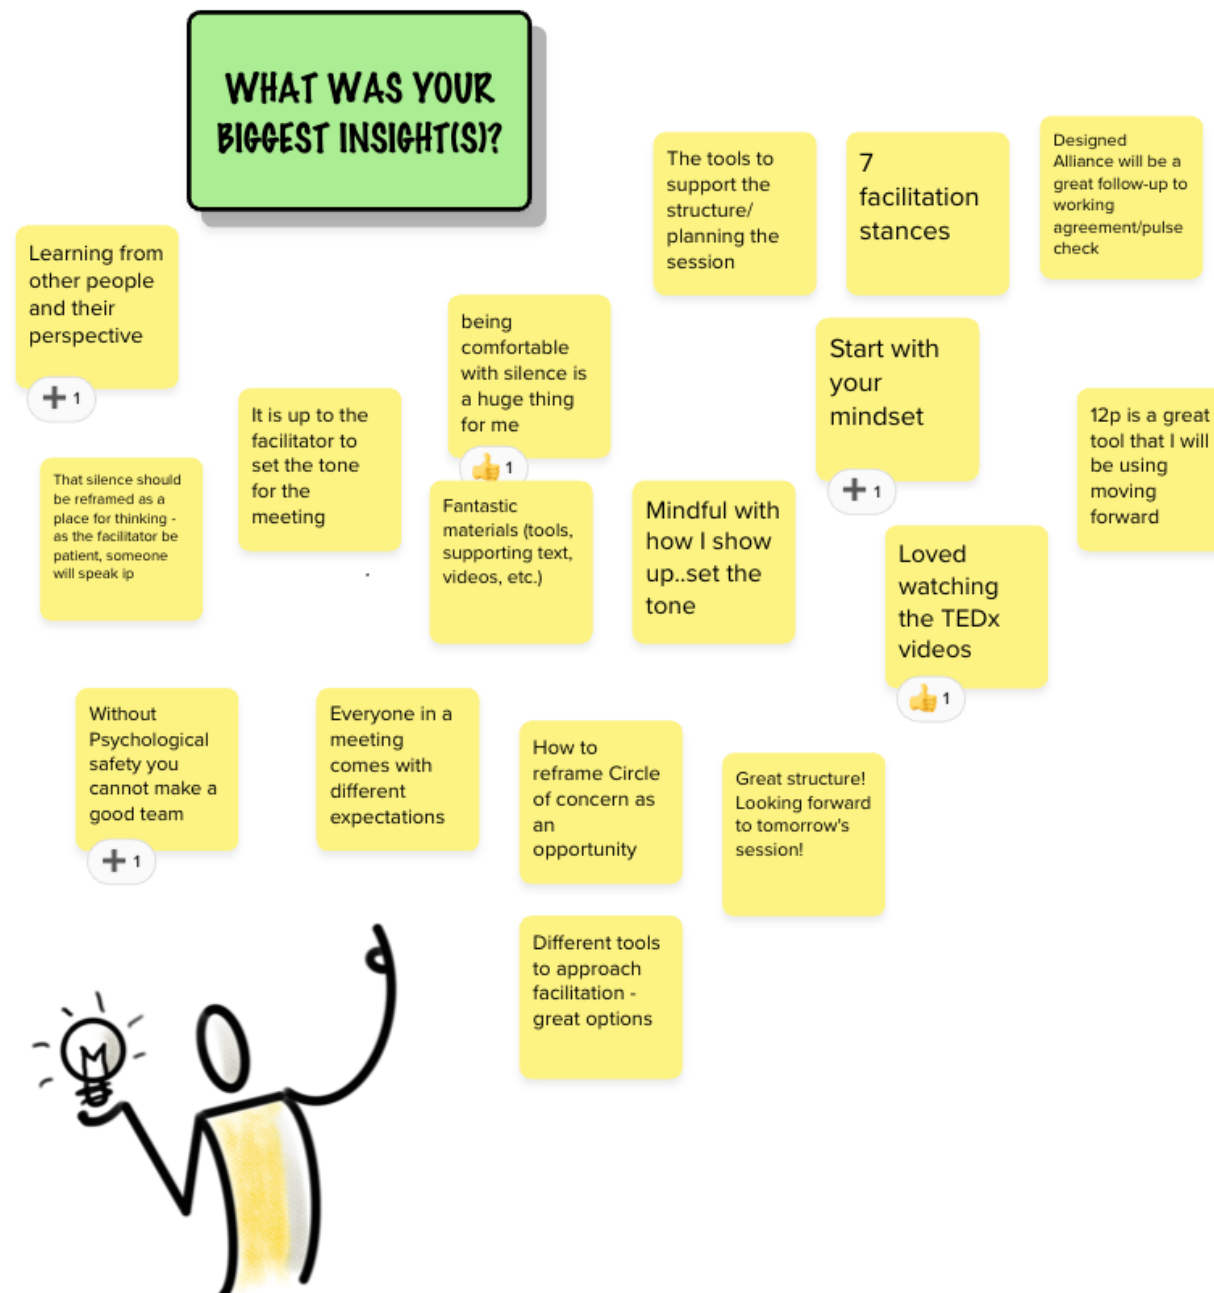 WHAT WAS YOUR
BIGGEST INSIGHT(S)?
The tools to
support the
structure/
planning the
session
7
facilitation
stances
Designed
Alliance will be a
great follow-up to
working
agreement/pulse
check
Learning from
other people
and their
perspective
1
being
comfortable
with silence is
a huge thing
for me
1
Start with
your
mindset
1
It is up to the
facilitator to
set the tone
for the
meeting
12p is a great
tool that I will
be using
moving
forward
That silence should
be reframed as a
place for thinking -
as the facilitator be
patient, someone
will speak ip
Fantastic
materials (tools,
supporting text,
videos, etc.)
Mindful with
how I show
up..set the
tone
Loved
watching
the TEDx
videos
1
Without
Psychological
safety you
cannot make a
good team
1
Everyone in a
meeting
comes with
different
expectations
How to
reframe Circle
of concern as
an
opportunity
Great structure!
Looking forward
to tomorrow's
session!
Different tools
to approach
facilitation -
great options